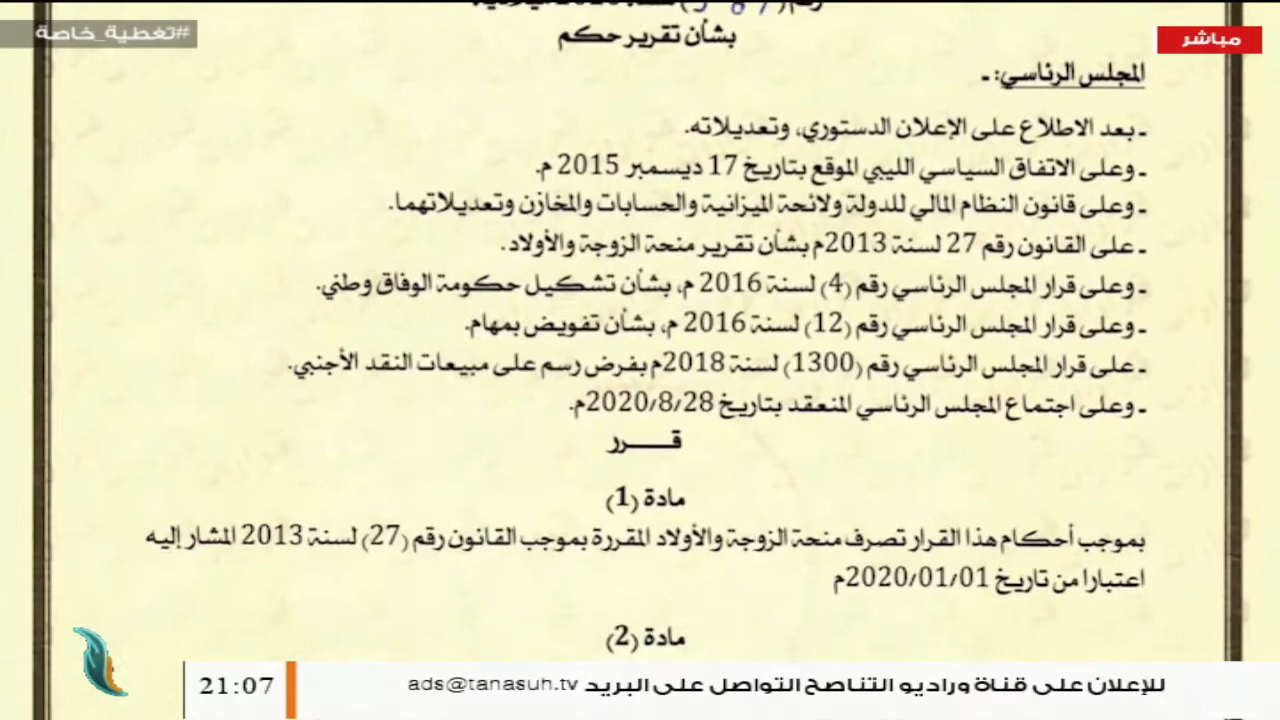 #تغطية_خاصة
مباشر
بشأن تقرير حكم
المجلس الرئاسي: ـ
ـ بعد الاطلاع على الإعلان الدستوري، وتعديلاته.
ـ وعلى الاتفاق السياسي الليبي الموقع بتاريخ 17 ديسمبر 2015 م.
ـ وعلى قانون النظام المالي للدولة ولائحة الميزانية والحسابات والمخازن وتعديلاتهما.
ـ على القانون رقم 27 لسنة 2013م بشأن تقرير منحة الزوجة والأولاد.
ـ وعلى قرار المجلس الرئاسي رقم (4) لسنة 2016 م، بشأن تشكيل حكومة الوفاق وطني.
ـ وعلى قرار المجلس الرئاسي رقم (12) لسنة 2016 م، بشأن تفويض بمهام.
ـ على قرار المجلس الرئاسي رقم (1300) لسنة 2018م بفرض رسم على مبيعات النقد الأجنبي.
ـ وعلى اجتماع المجلس الرئاسي المنعقد بتاريخ 2020/8/28م.
قـــــرر
مادة (1)
بموجب أحكام هذا القرار تصرف منحة الزوجة والأولاد المقررة بموجب القانون رقم (27) لسنة 2013 المشار إليه
اعتبارا من تاريخ 2020/01/01م
مادة (2)
للإعلان على قناة وراديو التناصح التواصل على البريد ads@tanasuh.tv
21:07